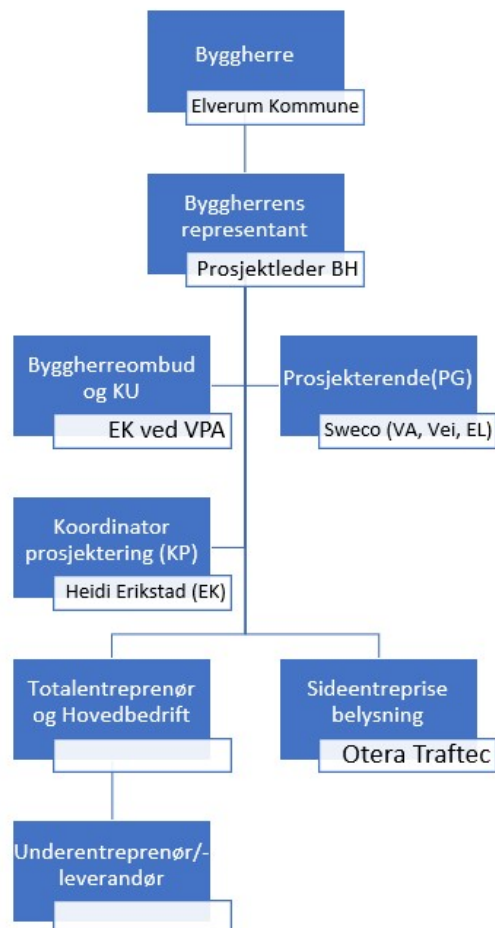 Byggherre
Elverum Kommune
Byggherrens
representant
Prosjektleder BH
Byggherreombud
og KU
EK ved VPA
Prosjekterende(PG)
Sweco (VA, Vei, EL)
Koordinator
prosjektering (KP)
Heidi Erikstad (EK)
Totalentreprenør
og Hovedbedrift
Sideentreprise
belysning
Otera Traftec
Underentreprenør/-
leverandør